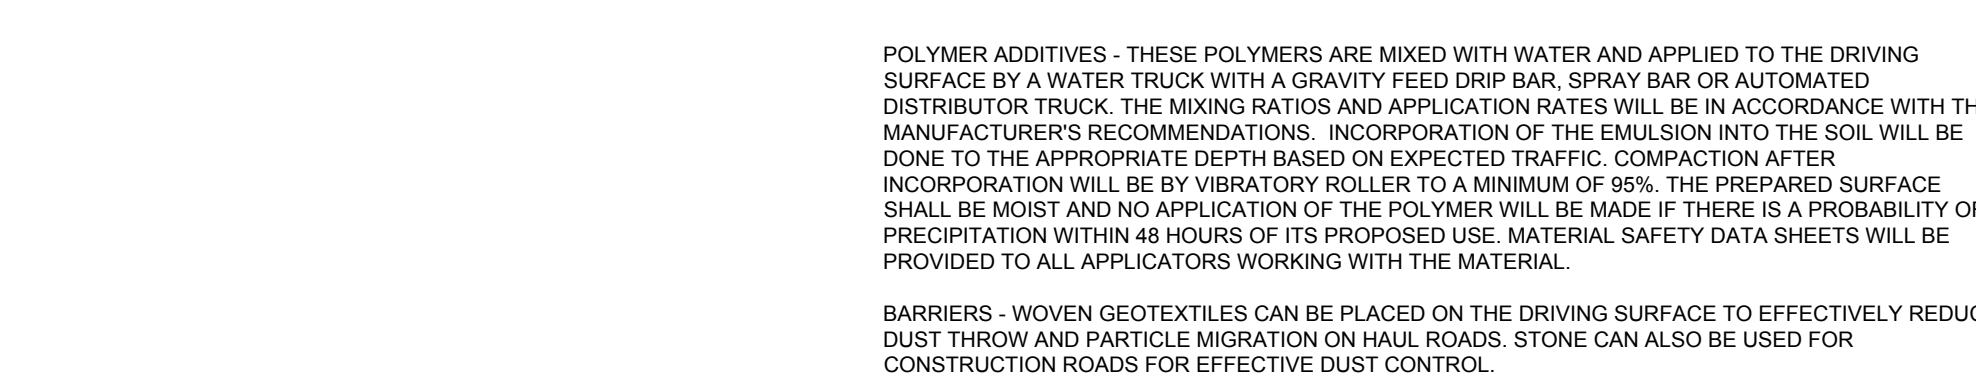 POLYMER ADDITIVES - THESE POLYMERS ARE MIXED WITH WATER AND APPLIED TO THE DRIVING
SURFACE BY A WATER TRUCK WITH A GRAVITY FEED DRIP BAR, SPRAY BAR OR AUTOMATED
DISTRIBUTOR TRUCK. THE MIXING RATIOS AND APPLICATION RATES WILL BE IN ACCORDANCE WITH TH
MANUFACTURER'S RECOMMENDATIONS.  INCORPORATION OF THE EMULSION INTO THE SOIL WILL BE
DONE TO THE APPROPRIATE DEPTH BASED ON EXPECTED TRAFFIC. COMPACTION AFTER
INCORPORATION WILL BE BY VIBRATORY ROLLER TO A MINIMUM OF 95%. THE PREPARED SURFACE
SHALL BE MOIST AND NO APPLICATION OF THE POLYMER WILL BE MADE IF THERE IS A PROBABILITY O
PRECIPITATION WITHIN 48 HOURS OF ITS PROPOSED USE. MATERIAL SAFETY DATA SHEETS WILL BE
PROVIDED TO ALL APPLICATORS WORKING WITH THE MATERIAL.
BARRIERS - WOVEN GEOTEXTILES CAN BE PLACED ON THE DRIVING SURFACE TO EFFECTIVELY REDUC
DUST THROW AND PARTICLE MIGRATION ON HAUL ROADS. STONE CAN ALSO BE USED FOR
CONSTRUCTION ROADS FOR EFFECTIVE DUST CONTROL.